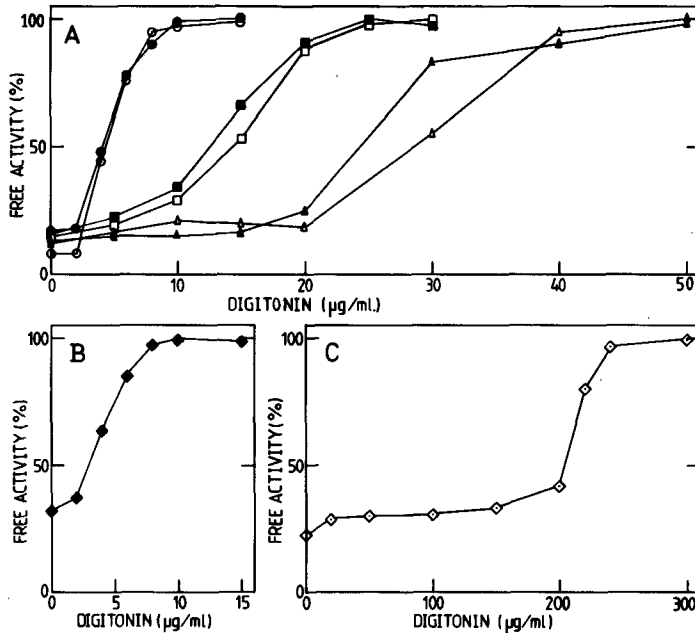 A
FREE ACTIVITY (%)
100
50
0
0 10 20 30 40 50
DIGITONIN (µg/ml.)
B
FREE ACTIVITY (%)
100
50
0
0 5 10 15
DIGITONIN (µg/ml)
C
FREE ACTIVITY (%)
100
50
0
0 100 200 300
DIGITONIN (µg/ml)